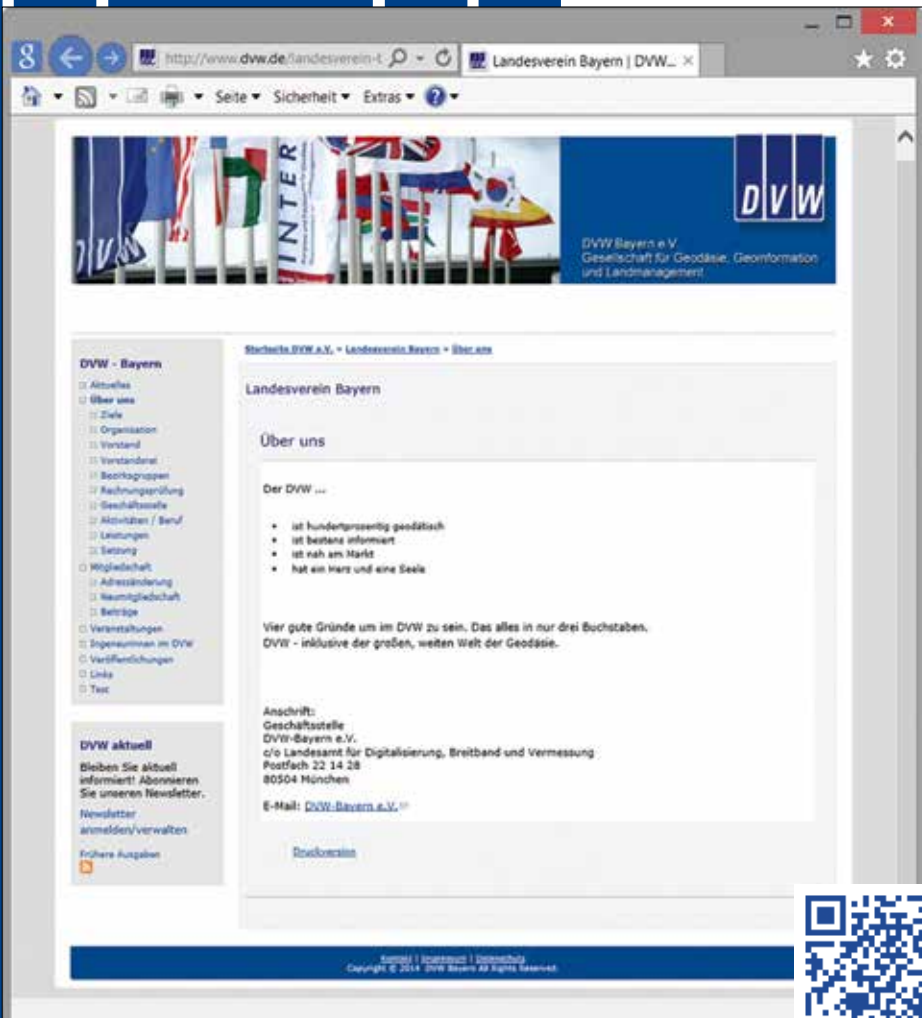 http://www.dvw.de/landesverein-t
Landesverein Bayern | DVW...
Seite
Sicherheit
Extras
DVW
INTER
DVW
DVW Bayern e.V.
Gesellschaft für Geodäsie, Geoinformation
und Landmanagement
Startseite DVW e.V. » Landesverein Bayern » Über uns
DVW - Bayern
Aktuelles
Über uns
Ziele
Organisation
Vorstand
Vorstandsrat
Bezirksgruppen
Rechnungsprüfung
Geschäftsstelle
Aktivitäten / Beruf
Leistungen
Satzung
Mitgliedschaft
Adressänderung
Neumitgliedschaft
Beiträge
Veranstaltungen
Ingenieurinnen im DVW
Veröffentlichungen
Links
Test
DVW aktuell
Bleiben Sie aktuell
informiert! Abonnieren
Sie unseren Newsletter.
Newsletter
anmelden/verwalten
Frühere Ausgaben
Landesverein Bayern
Über uns
Der DVW ...
• ist hundertprozentig geodätisch
• ist bestens informiert
• ist nah am Markt
• hat ein Herz und eine Seele
Vier gute Gründe um im DVW zu sein. Das alles in nur drei Buchstaben.
DVW - inklusive der großen, weiten Welt der Geodäsie.
Anschrift:
Geschäftsstelle
DVW-Bayern e.V.
c/o Landesamt für Digitalisierung, Breitband und Vermessung
Postfach 22 14 28
80504 München
E-Mail: DVW-Bayern e.V.
Druckversion
Kontakt | Impressum | Datenschutz
Copyright © 2014 DVW Bayern All Rights Reserved.